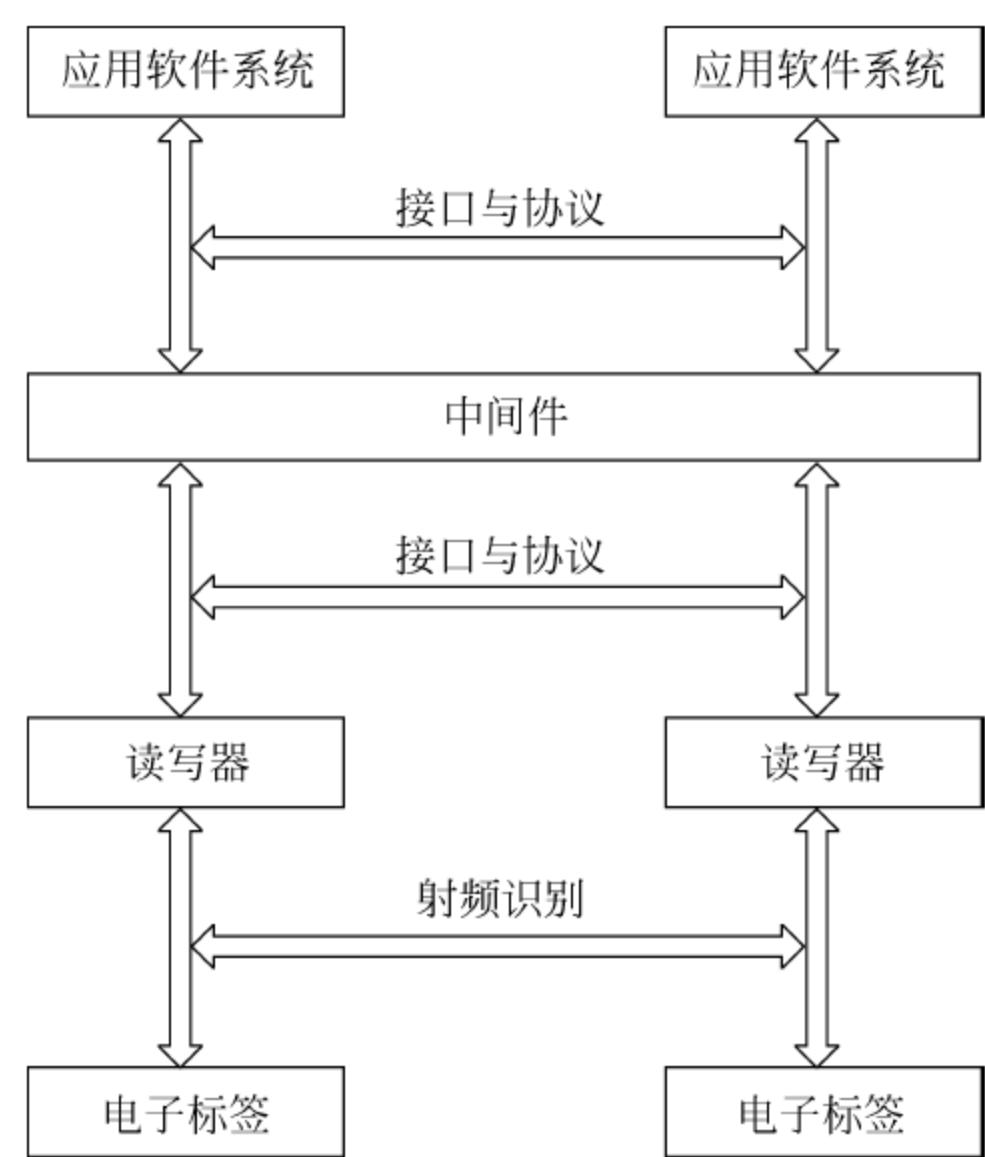 应用软件系统
应用软件系统
接口与协议
中间件
接口与协议
读写器
读写器
射频识别
电子标签
电子标签